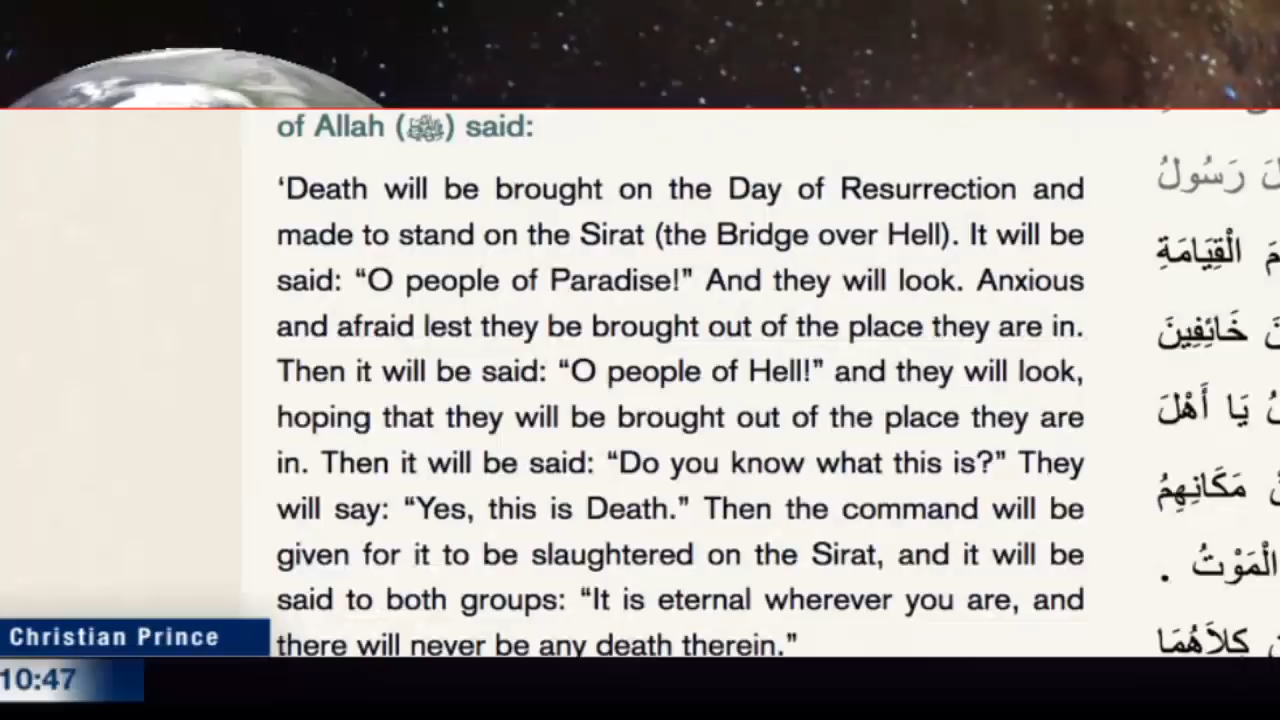 of Allah (ﷺ) said:
‘Death will be brought on the Day of Resurrection and
made to stand on the Sirat (the Bridge over Hell). It will be
said: “O people of Paradise!” And they will look. Anxious
and afraid lest they be brought out of the place they are in.
Then it will be said: “O people of Hell!” and they will look,
hoping that they will be brought out of the place they are
in. Then it will be said: “Do you know what this is?” They
will say: “Yes, this is Death.” Then the command will be
given for it to be slaughtered on the Sirat, and it will be
said to both groups: “It is eternal wherever you are, and
there will never be any death therein.”
رَسُولُ
الْقِيَامَةِ
خَائِفِينَ
يَا أَهْلَ
مَكَانِهِمُ
الْمَوْتُ .
كِلاَهُمَا
Christian Prince
10:47